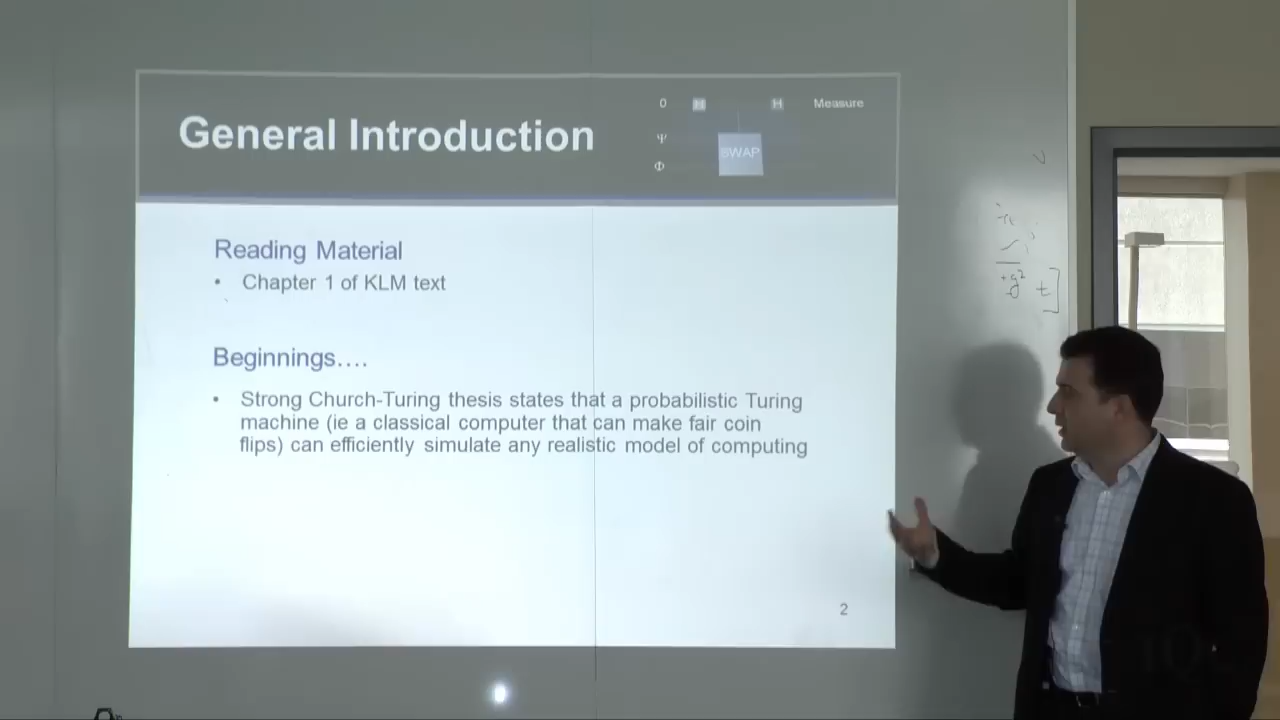 General Introduction
0 H H Measure
Ψ
SWAP
Φ
Reading Material
• Chapter 1 of KLM text
Beginnings….
• Strong Church-Turing thesis states that a probabilistic Turing
machine (ie a classical computer that can make fair coin
flips) can efficiently simulate any realistic model of computing
2